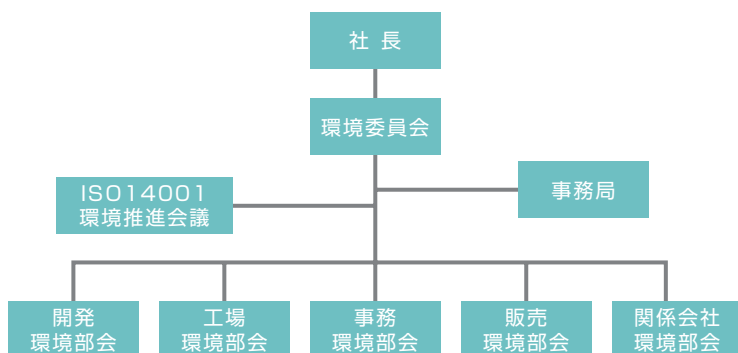 社 長
環境委員会
ISO14001
環境推進会議
事務局
開発
環境部会
工場
環境部会
事務
環境部会
販売
環境部会
関係会社
環境部会